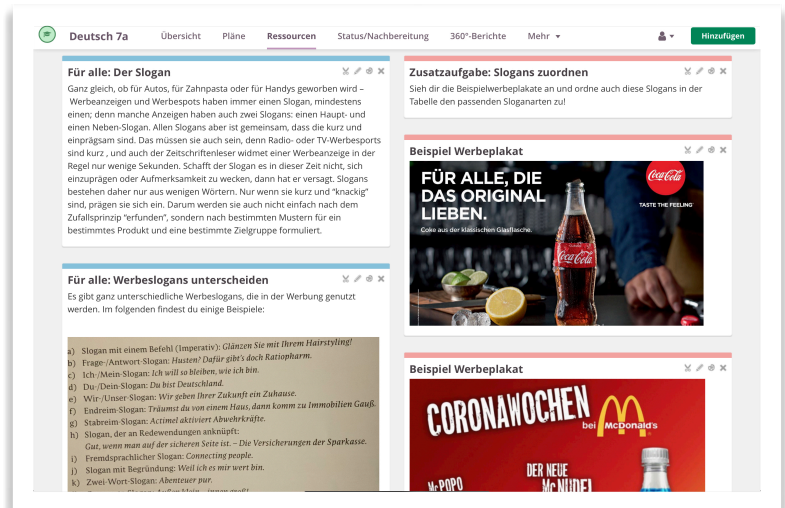 Deutsch 7a
Übersicht
Pläne
Ressourcen
Status/Nachbereitung
360°-Berichte
Mehr
Hinzufügen
Für alle: Der Slogan
Ganz gleich, ob für Autos, für Zahnpasta oder für Handys geworben wird –
Werbeanzeigen und Werbespots haben immer einen Slogan, mindestens
einen; denn manche Anzeigen haben auch zwei Slogans: einen Haupt- und
einen Neben-Slogan. Allen Slogans aber ist gemeinsam, dass die kurz und
einprägsam sind. Das müssen sie auch sein, denn Radio- oder TV-Werbesports
sind kurz , und auch der Zeitschriftenleser widmet einer Werbeanzeige in der
Regel nur wenige Sekunden. Schafft der Slogan es in dieser Zeit nicht, sich
einzuprägen oder Aufmerksamkeit zu wecken, dann hat er versagt. Slogans
bestehen daher nur aus wenigen Wörtern. Nur wenn sie kurz und “knackig”
sind, prägen sie sich ein. Darum werden sie auch nicht einfach nach dem
Zufallsprinzip “erfunden”, sondern nach bestimmten Mustern für ein
bestimmtes Produkt und eine bestimmte Zielgruppe formuliert.
Für alle: Werbeslogans unterscheiden
Es gibt ganz unterschiedliche Werbeslogans, die in der Werbung genutzt
werden. Im folgenden findest du einige Beispiele:
a) Slogan mit einem Befehl (Imperativ): Glänzen Sie mit Ihrem Hairstyling!
b) Frage-/Antwort-Slogan: Husten? Dafür gibt's doch Ratiopharm.
c) Ich-/Mein-Slogan: Ich will so bleiben, wie ich bin.
d) Du-/Dein-Slogan: Du bist Deutschland.
e) Wir-/Unser-Slogan: Wir geben Ihrer Zukunft ein Zuhause.
f) Endreim-Slogan: Träumst du von einem Haus, dann komm zu Immobilien Gauß.
g) Stabreim-Slogan: Actimel aktiviert Abwehrkräfte.
h) Slogan, der an Redewendungen anknüpft:
Gut, wenn man auf der sicheren Seite ist. – Die Versicherungen der Sparkasse.
i) Fremdsprachlicher Slogan: Connecting people.
j) Slogan mit Begründung: Weil ich es mir wert bin.
k) Zwei-Wort-Slogan: Abenteuer pur.
Zusatzaufgabe: Slogans zuordnen
Sieh dir die Beispielwerbeplakate an und ordne auch diese Slogans in der
Tabelle den passenden Sloganarten zu!
Beispiel Werbeplakat
FÜR ALLE, DIE
DAS ORIGINAL
LIEBEN.
Coke aus der klassischen Glasflasche.
Coca-Cola
TASTE THE FEELING
Coca-Cola
Beispiel Werbeplakat
CORONAWOCHEN
bei McDonald's
DER NEUE
McPOPO
McNUDEL